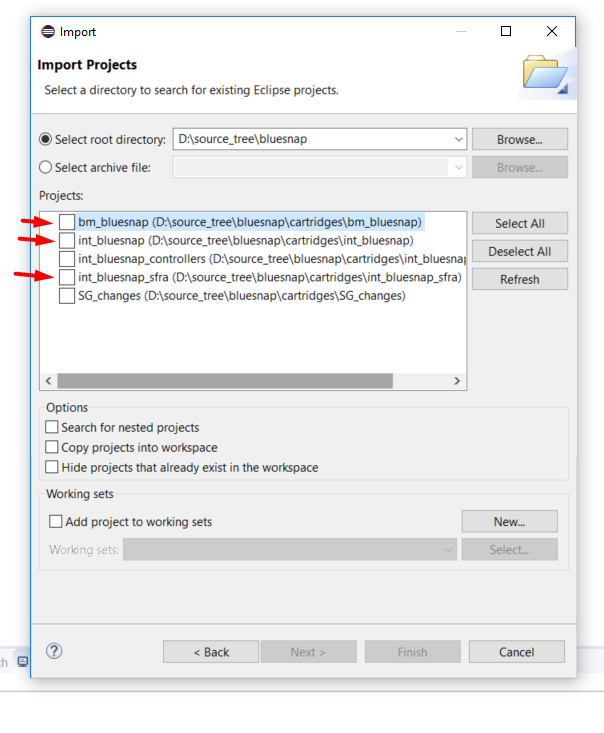 Import
Import Projects
Select a directory to search for existing Eclipse projects.
Select root directory: D:\source_tree\bluesnap Browse...
Select archive file: Browse...
Projects:
bm_bluesnap (D:\source_tree\bluesnap\cartridges\bm_bluesnap) Select All
int_bluesnap (D:\source_tree\bluesnap\cartridges\int_bluesnap)
int_bluesnap_controllers (D:\source_tree\bluesnap\cartridges\int_bluesnap Deselect All
int_bluesnap_sfra (D:\source_tree\bluesnap\cartridges\int_bluesnap_sfra) Refresh
SG_changes (D:\source_tree\bluesnap\cartridges\SG_changes)
Options
Search for nested projects
Copy projects into workspace
Hide projects that already exist in the workspace
Working sets
Add project to working sets New...
Working sets: Select...
? < Back Next > Finish Cancel